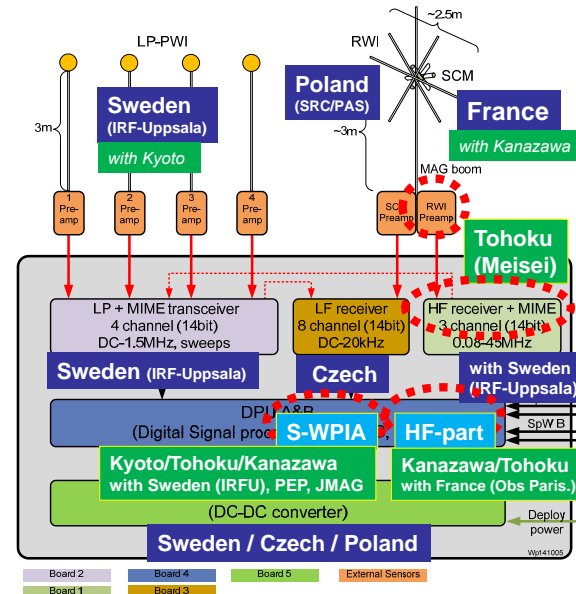 ~2.5m
LP-PWI
RWI
SCM
Poland
(SRC/PAS)
Sweden
(IRF-Uppsala)
France
with Kyoto
with Kanazawa
3m
~3m
MAG boom
1
Pre-
amp
2
Pre-
amp
3
Pre-
amp
4
Pre-
amp
Preamp
RWI
Preamp
Tohoku
(Meisei)
LP + MIME transceiver
4 channel (14bit)
DC-1.5MHz, sweeps
LF receiver
8 channel (14bit)
DC-20kHz
HF receiver + MIME
3 channel (14bit)
0.08-45MHz
Sweden (IRF-Uppsala)
Czech
with Sweden
(IRF-Uppsala)
DPU A&B
(Digital Signal
S-WPIA
HF-part
SpW B
Kyoto/Tohoku/Kanazawa
with Sweden (IRFU), PEP, JMAG
Kanazawa/Tohoku
with France (Obs Paris.)
(DC-DC converter)
Deploy
power
Sweden / Czech / Poland
Wp141005
Board 2
Board 4
Board 5
External Sensors
Board 1
Board 3